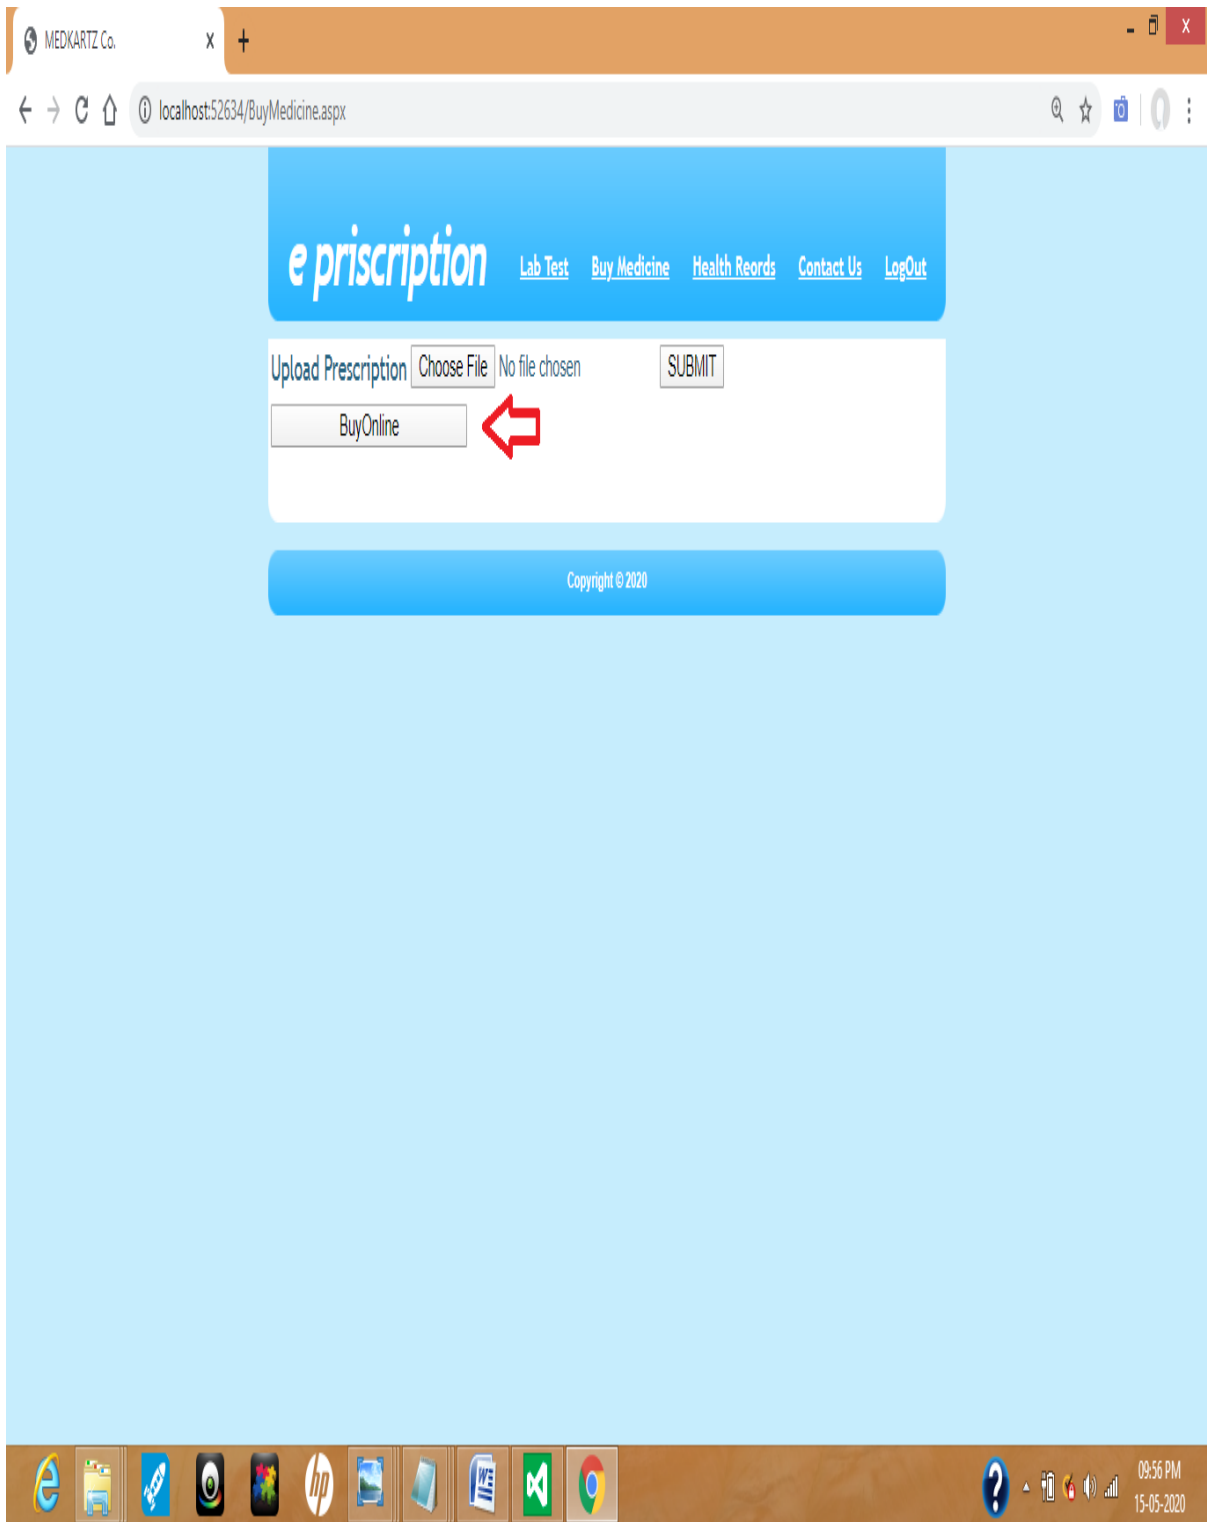 MEDKARTZ Co.
localhost:52634/BuyMedicine.aspx
e priscription Lab Test Buy Medicine Health Reords Contact Us LogOut
Upload Prescription Choose File No file chosen SUBMIT
BuyOnline
Copyright © 2020
hp
09:56 PM
15-05-2020